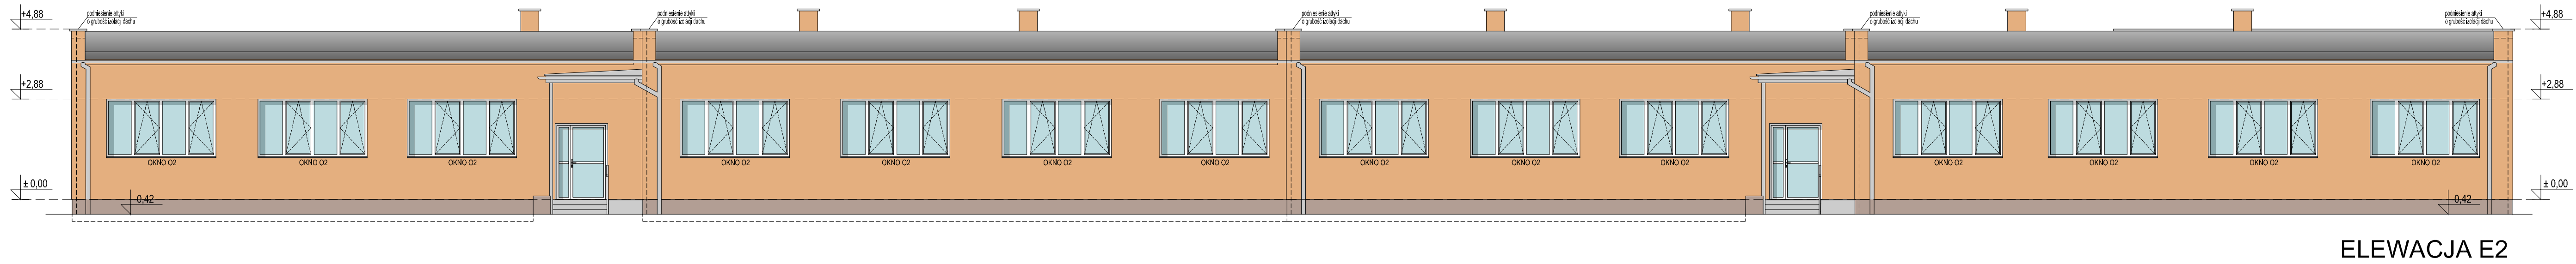 +4,88
podniesienie attyki
o grubość izolacji dachu
podniesienie attyki
o grubość izolacji dachu
podniesienie attyki
o grubość izolacji dachu
podniesienie attyki
o grubość izolacji dachu
podniesienie attyki
o grubość izolacji dachu
+4,88
+2,88
+2,88
OKNO O2
OKNO O2
OKNO O2
OKNO O2
OKNO O2
OKNO O2
OKNO O2
OKNO O2
OKNO O2
OKNO O2
OKNO O2
OKNO O2
OKNO O2
OKNO O2
± 0,00
± 0,00
-0,42
-0,42
ELEWACJA E2